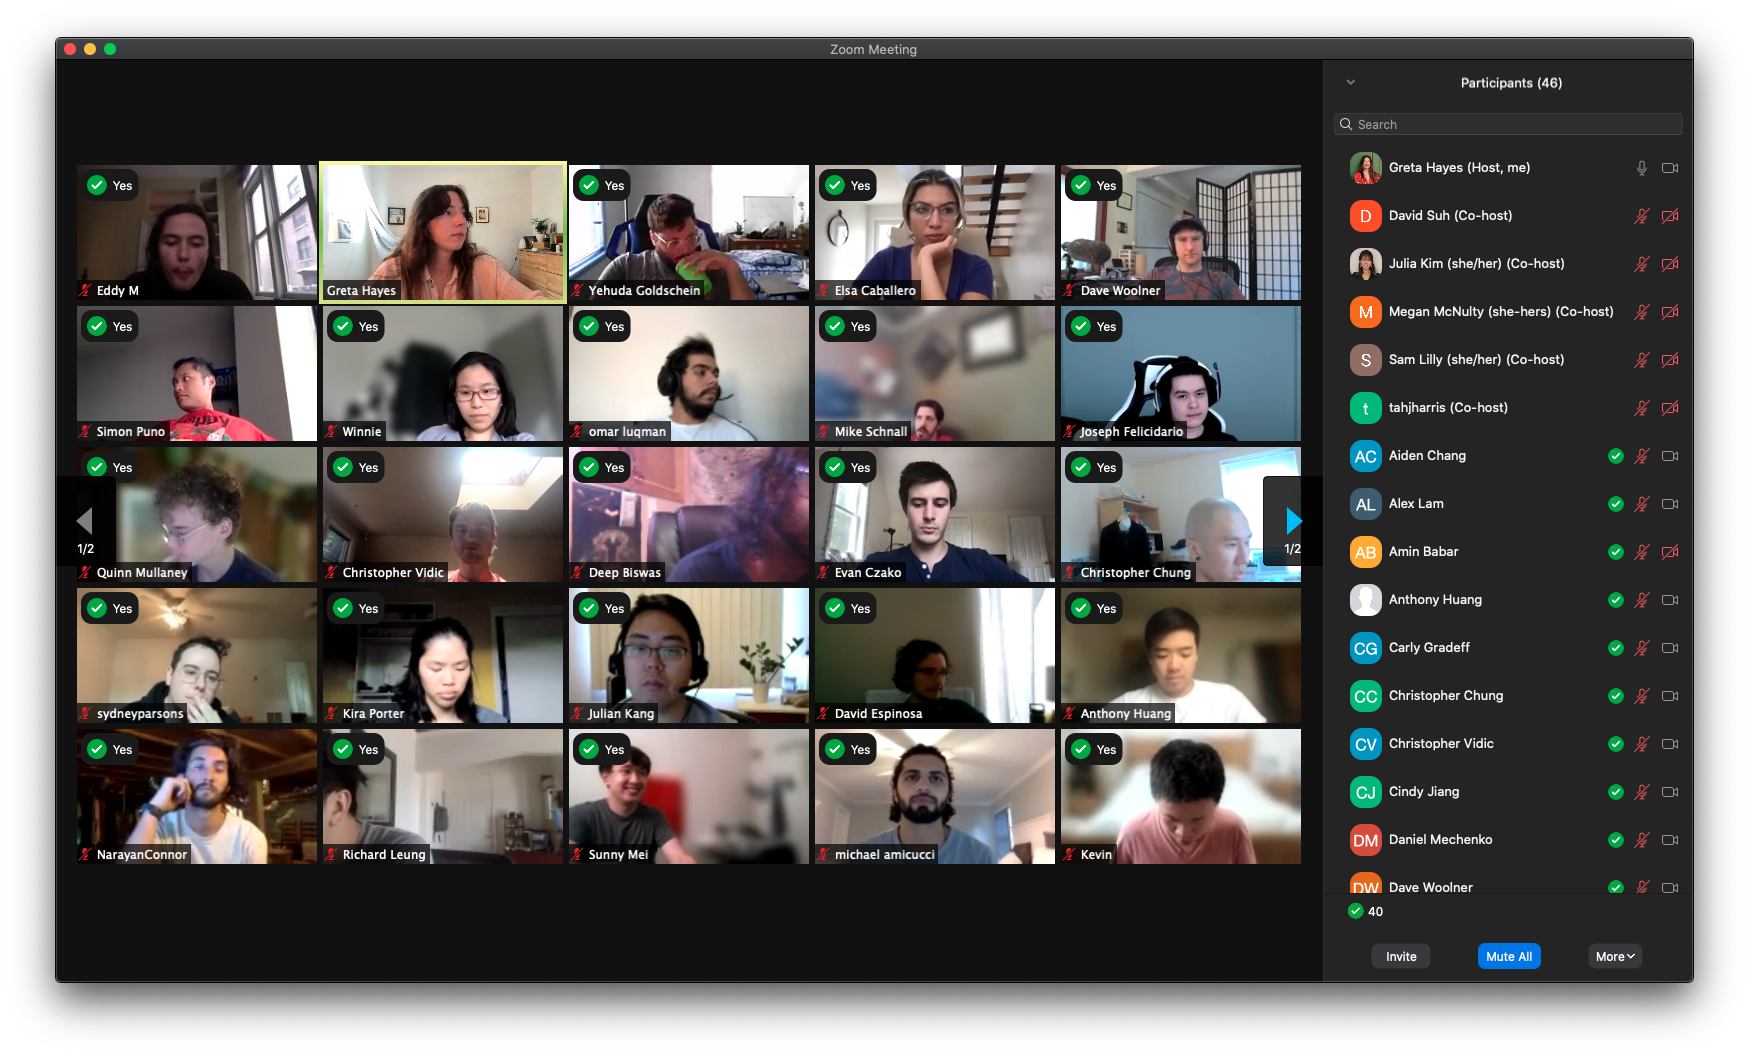 Zoom Meeting
Yes
Eddy M
Greta Hayes
Yes
Yehuda Goldschein
Yes
Elsa Caballero
Yes
Dave Woolner
Yes
Simon Puno
Yes
Winnie
Yes
omar luqman
Yes
Mike Schnall
Yes
Joseph Felicidario
Yes
Quinn Mullaney
Yes
Christopher Vidic
Yes
Deep Biswas
Yes
Evan Czako
Yes
Christopher Chung
1/2
1/2
Yes
sydneyparsons
Yes
Kira Porter
Yes
Julian Kang
Yes
David Espinosa
Yes
Anthony Huang
Yes
NarayanConnor
Yes
Richard Leung
Yes
Sunny Mei
Yes
michael amicucci
Yes
Kevin
Participants (46)
Search
Greta Hayes (Host, me)
D David Suh (Co-host)
Julia Kim (she/her) (Co-host)
M Megan McNulty (she-hers) (Co-host)
S Sam Lilly (she/her) (Co-host)
t tahjharris (Co-host)
AC Aiden Chang
AL Alex Lam
AB Amin Babar
Anthony Huang
CG Carly Gradeff
CC Christopher Chung
CV Christopher Vidic
CJ Cindy Jiang
DM Daniel Mechenko
DW Dave Woolner
40
Invite
Mute All
More